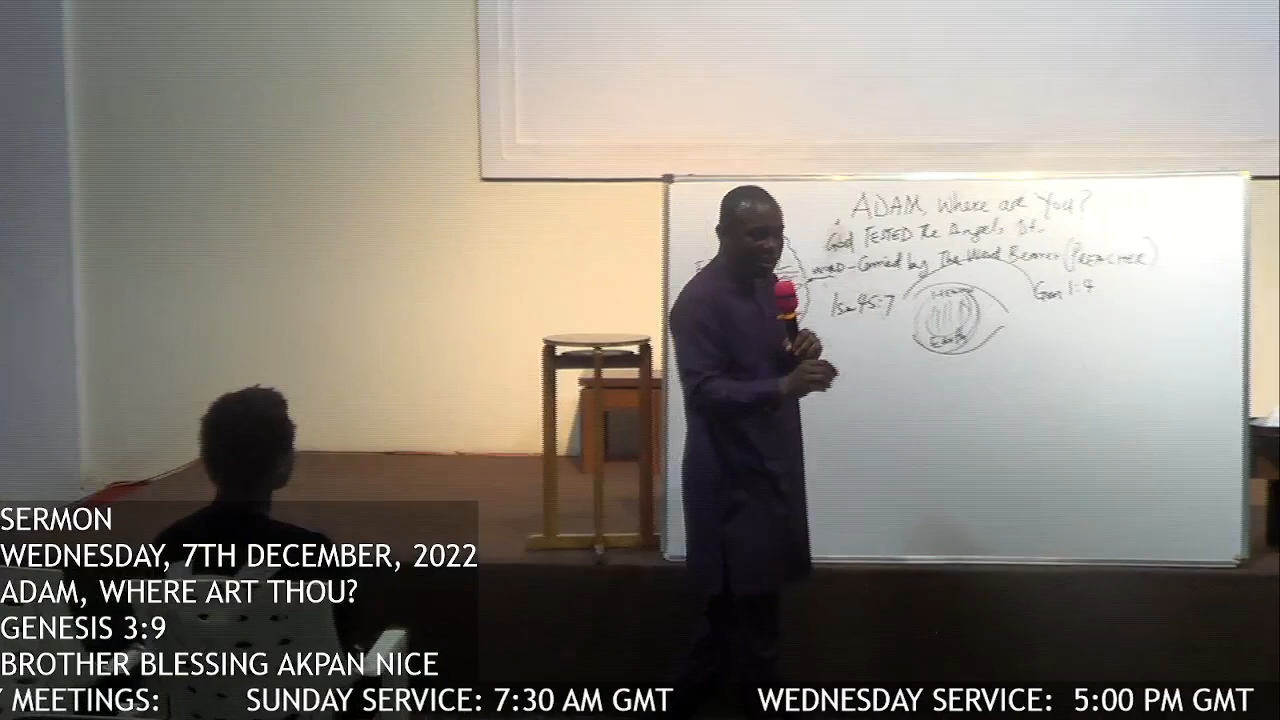 ADAM, Where are You?
God TESTED The Angels 1st.
WORD-Carried by The Word Bearer (PREACHER)
Isa 45:7
Gen 1:4
Earth
SERMON
WEDNESDAY, 7TH DECEMBER, 2022
ADAM, WHERE ART THOU?
GENESIS 3:9
BROTHER BLESSING AKPAN NICE
Y MEETINGS: SUNDAY SERVICE: 7:30 AM GMT WEDNESDAY SERVICE: 5:00 PM GMT